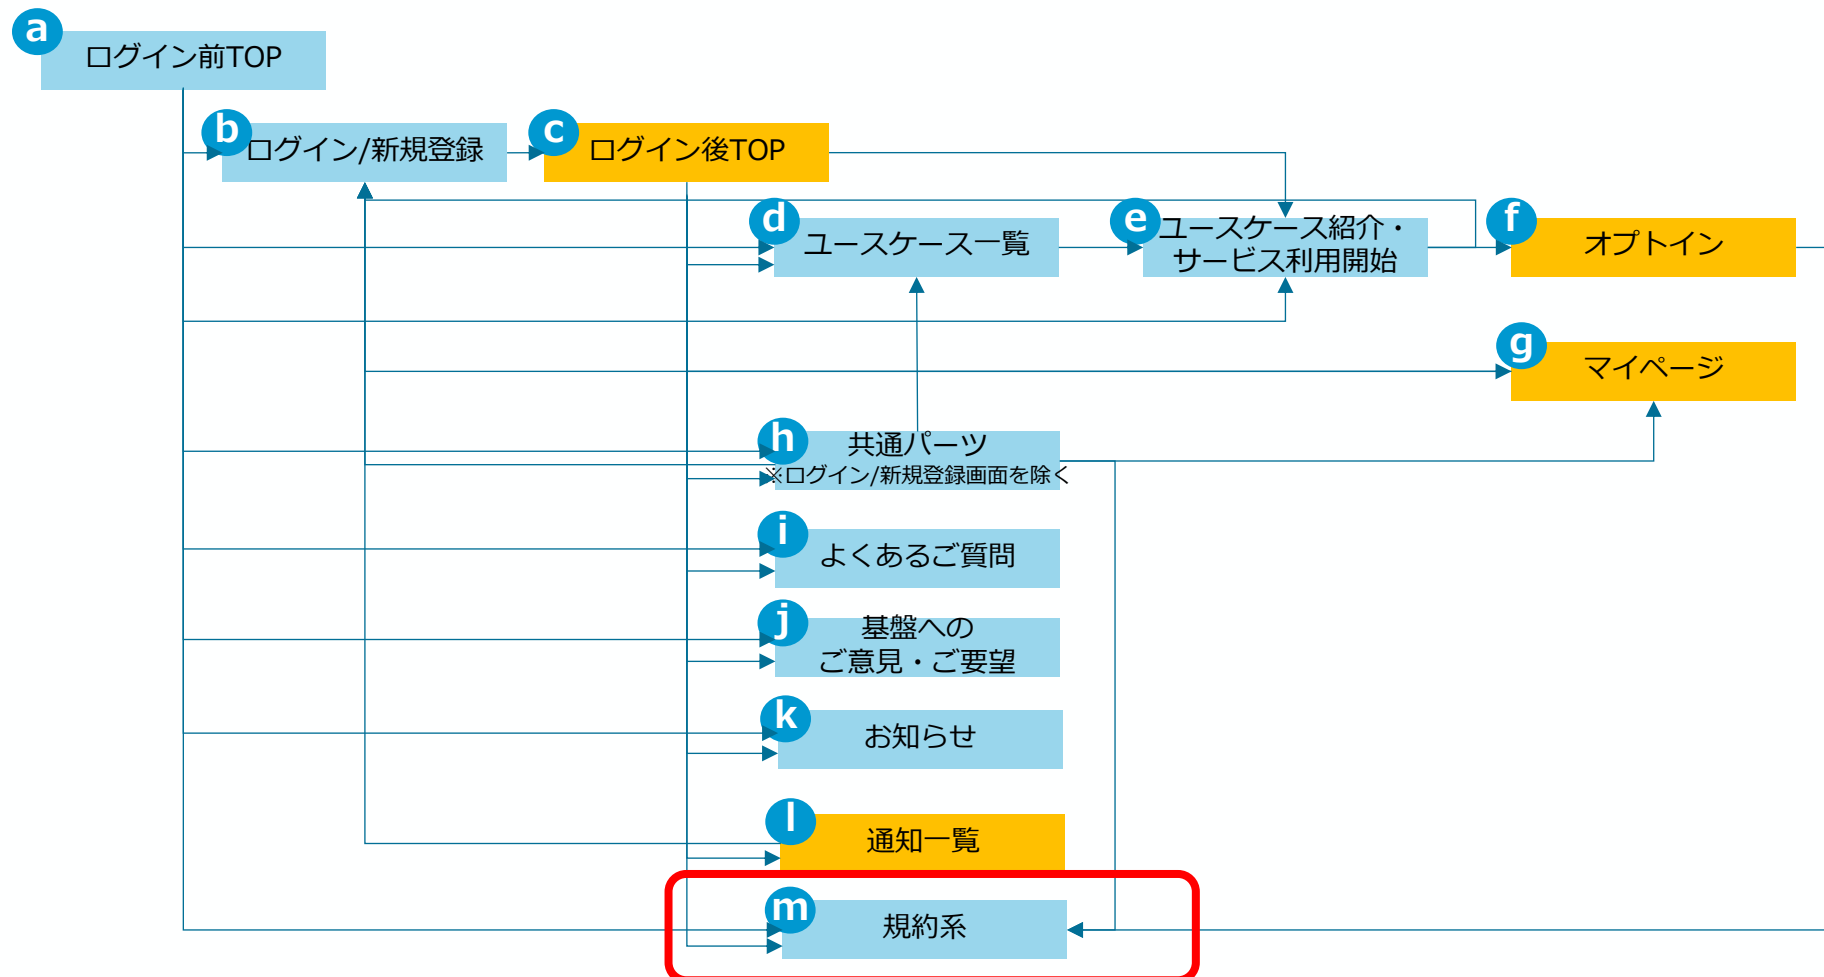 a
ログイン前TOP
b
ログイン/新規登録
c
ログイン後TOP
d
ユースケース一覧
e
ユースケース紹介・
サービス利用開始
f
オプトイン
g
マイページ
h
共通パーツ
※ログイン/新規登録画面を除く
i
よくあるご質問
j
基盤への
ご意見・ご要望
k
お知らせ
l
通知一覧
m
規約系